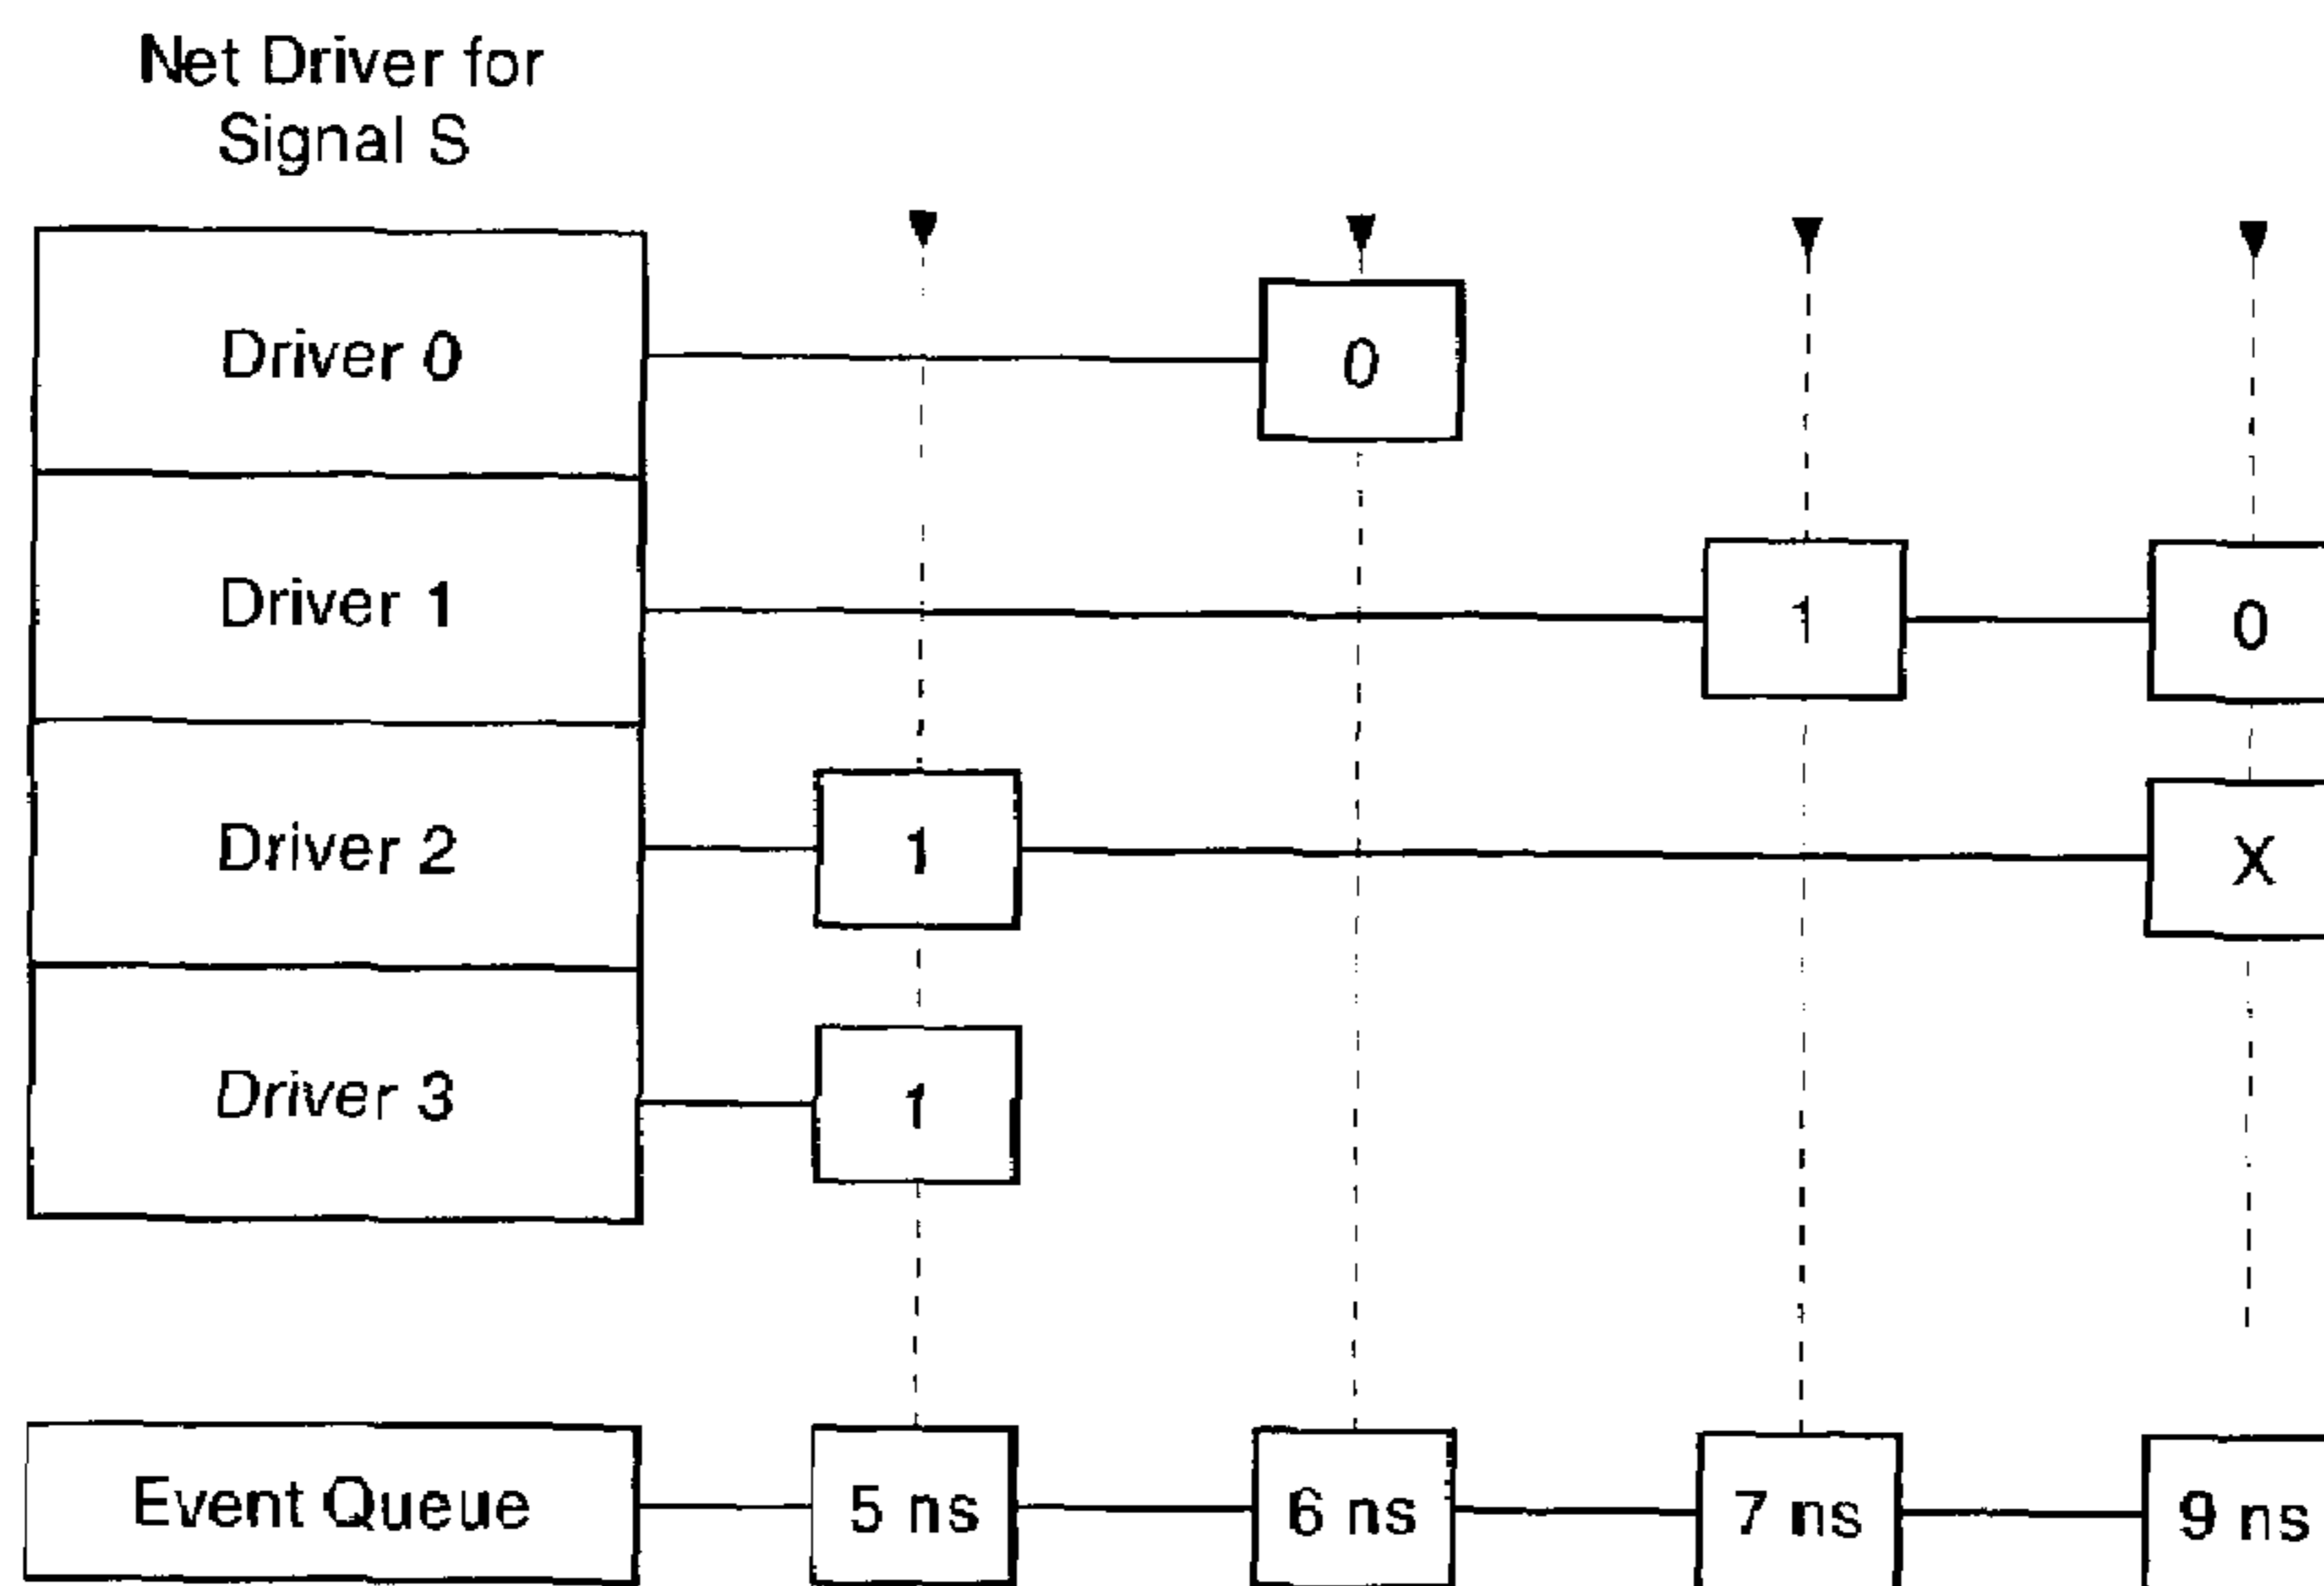 Net Driver for
Signal S
Driver 0
0
Driver 1
1
0
Driver 2
1
X
Driver 3
1
Event Queue
5 ns
6 ns
7 ns
9 ns